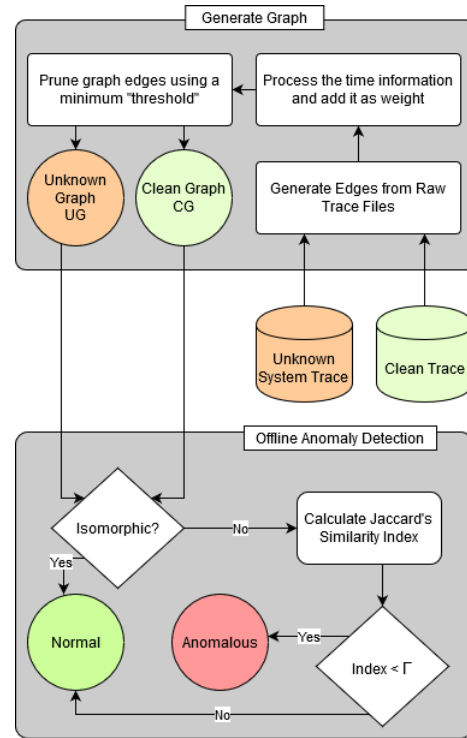 Generate Graph
Prune graph edges using a
minimum "threshold"
Process the time information
and add it as weight
Unknown
Graph
UG
Clean Graph
CG
Generate Edges from Raw
Trace Files
Unknown
System Trace
Clean Trace
Offline Anomaly Detection
Isomorphic?
No
Calculate Jaccard's
Similarity Index
Yes
Normal
Anomalous
Yes
Index < Γ
No